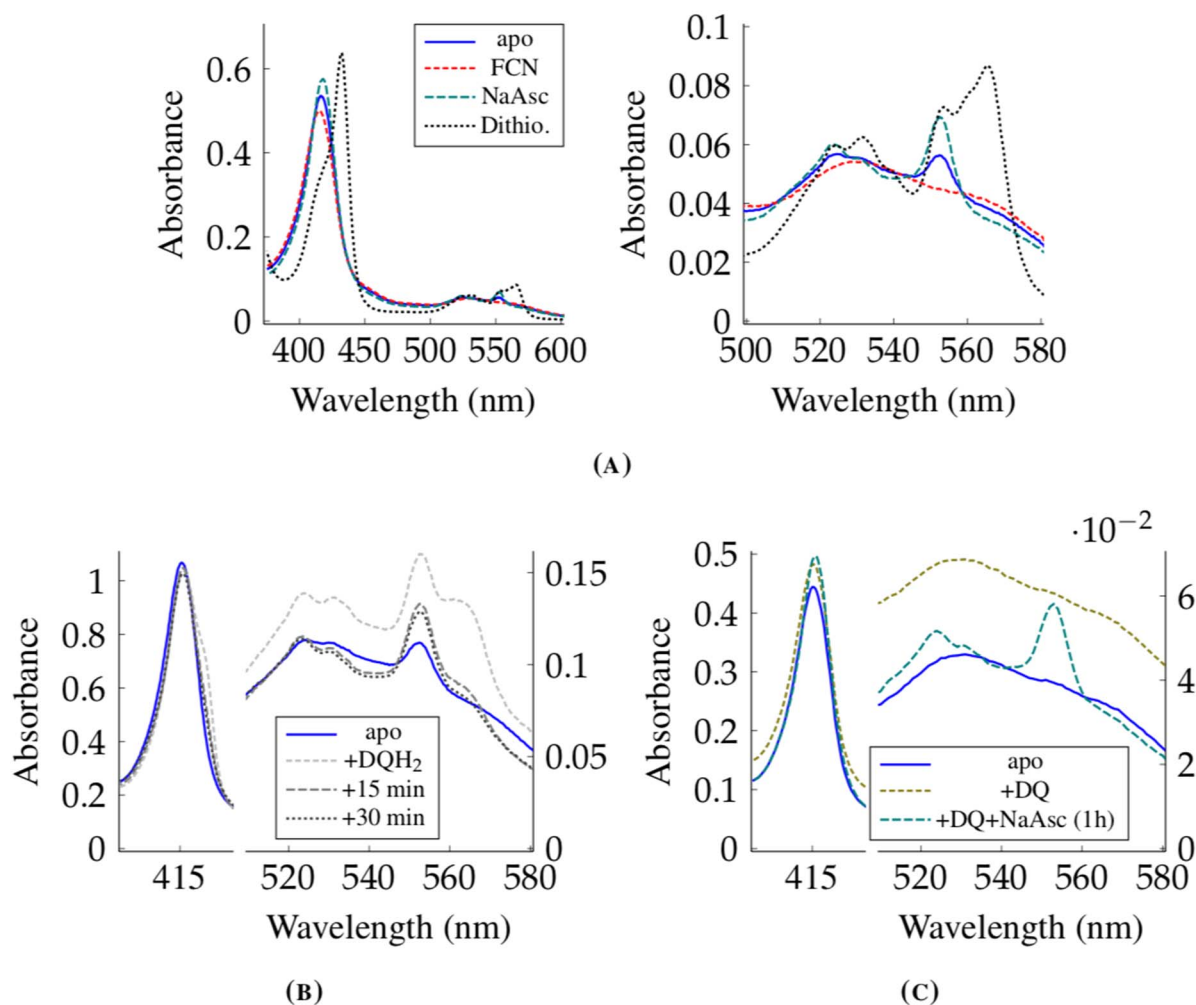 apo
FCN
NaAsc
Dithio.
Absorbance
0.6
0.4
0.2
0
400 450 500 550 600
Wavelength (nm)
Absorbance
0.1
0.08
0.06
0.04
0.02
0
500 520 540 560 580
Wavelength (nm)
(A)
Absorbance
1
0.8
0.6
0.4
0.2
0
0.15
0.1
0.05
0
apo
+DQH₂
+15 min
+30 min
415 520 540 560 580
Wavelength (nm)
(B)
·10⁻²
Absorbance
0.5
0.4
0.3
0.2
0.1
0
6
4
2
0
apo
+DQ
+DQ+NaAsc (1h)
415 520 540 560 580
Wavelength (nm)
(C)